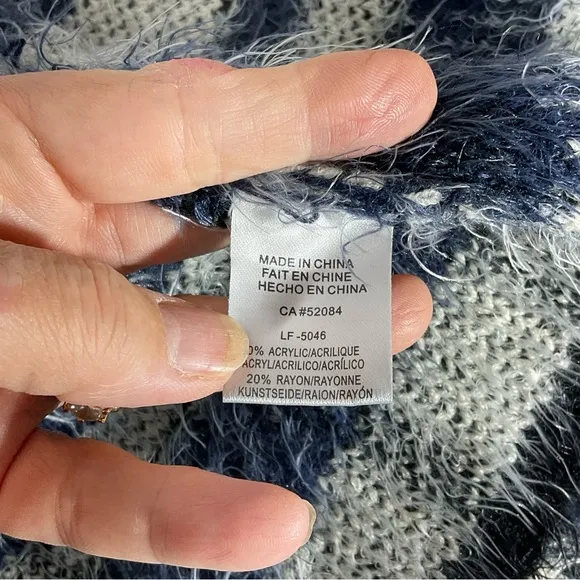 MADE IN CHINA
FAIT EN CHINE
HECHO EN CHINA
CA #52084
LF -5046
0% ACRYLIC/ACRILIQUE
ACRYL/ACRILICO/ACRÍLICO
20% RAYON/RAYONNE
KUNSTSEIDE/RAION/RAYÓN